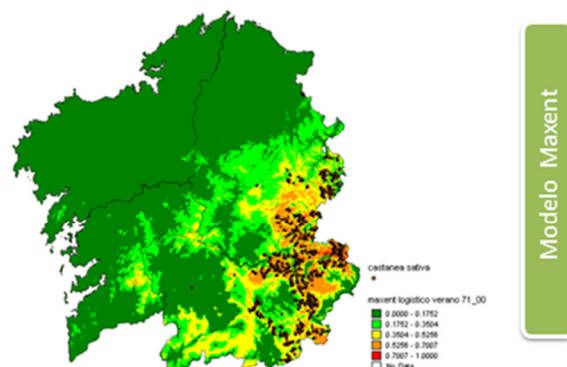 Modelo Maxent
castanea sativa
maxent logistico verano 71_00
0.0000 - 0.1752
0.1752 - 0.3504
0.3504 - 0.5256
0.5256 - 0.7007
0.7007 - 1.0000
No Data